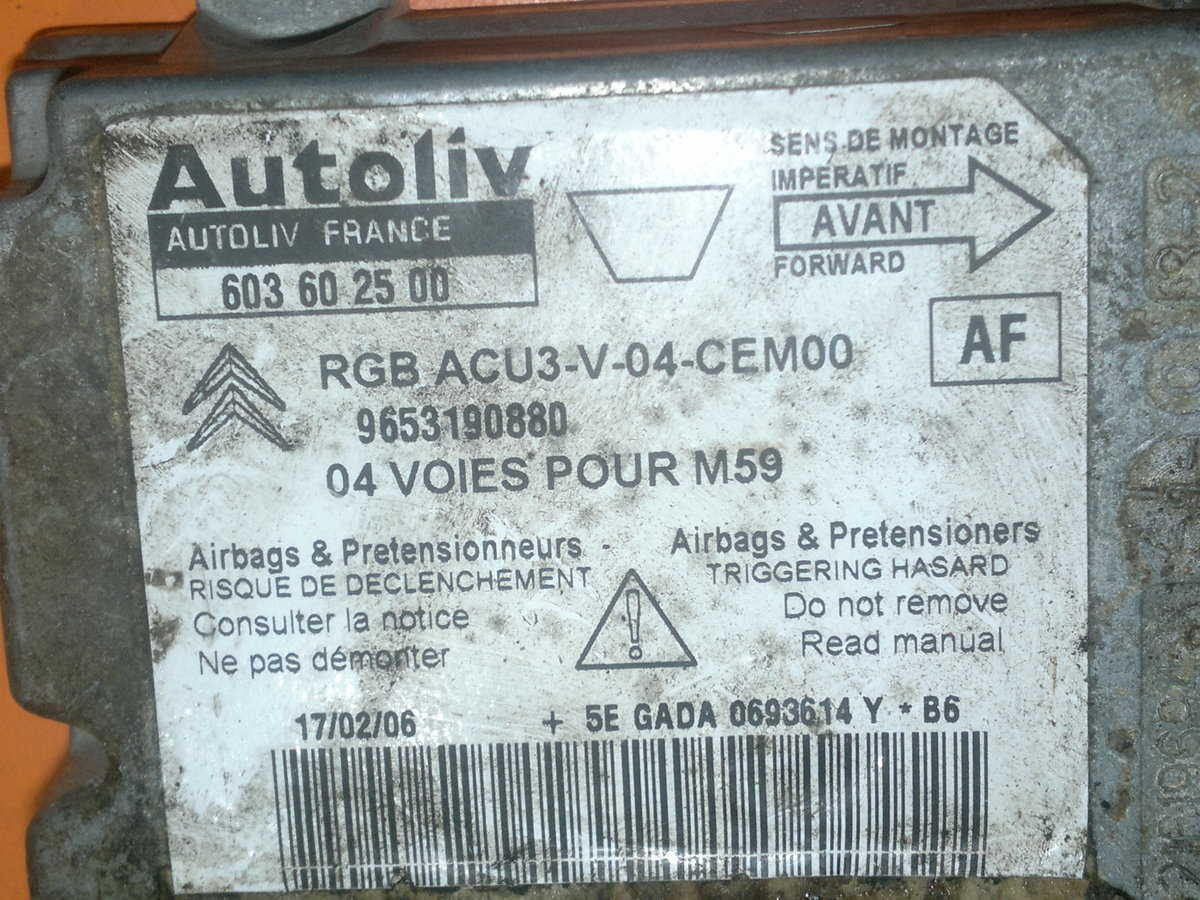 Autoliv
AUTOLIV FRANCE
603 60 25 00
SENS DE MONTAGE
IMPERATIF
AVANT
FORWARD
AF
RGB ACU3-V-04-CEM00
9653190880
04 VOIES POUR M59
Airbags & Pretensionneurs -
RISQUE DE DECLENCHEMENT
Consulter la notice
Ne pas démonter
Airbags & Pretensioners
TRIGGERING HASARD
Do not remove
Read manual
17/02/06 + 5E GADA 0693614 Y * B6